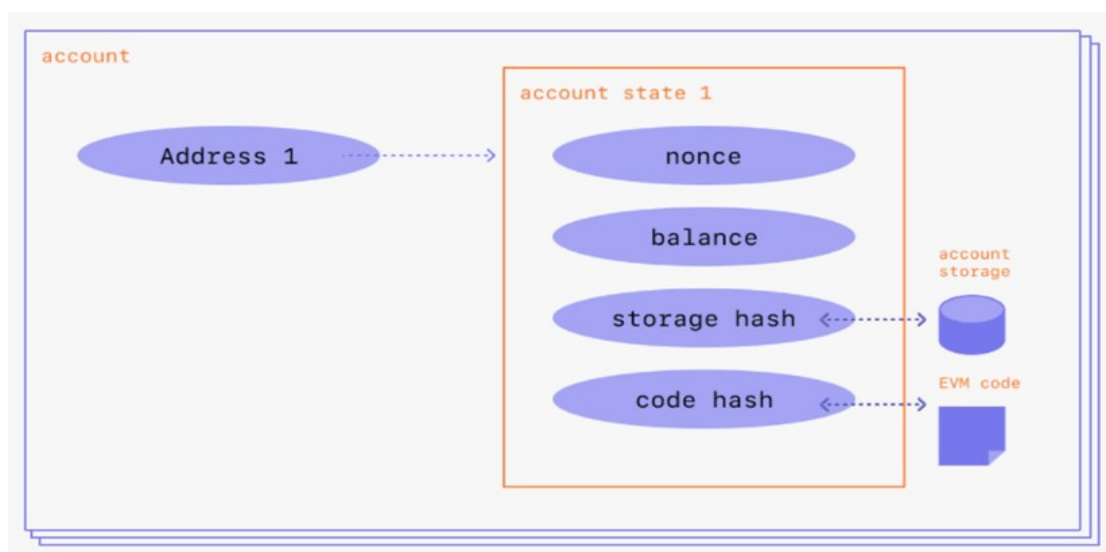 account
account state 1
Address 1
nonce
balance
account
storage
storage hash
EVM code
code hash